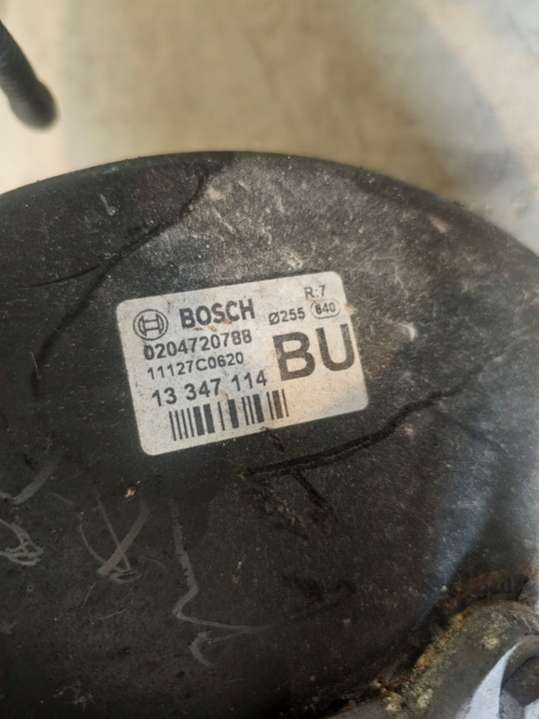 BOSCH Ø255 R:7 640
0204720788
11127C0620
13 347 114
BU